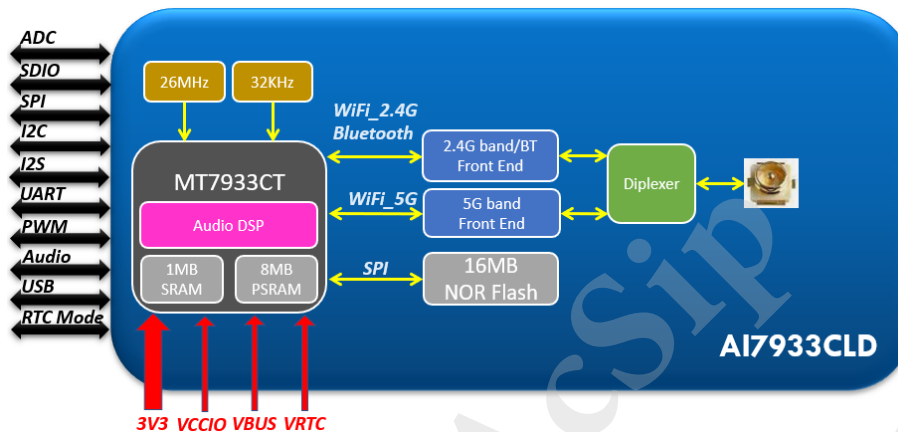 ADC
SDIO
SPI
I2C
I2S
UART
PWM
Audio
USB
RTC Mode
26MHz
32KHz
MT7933CT
Audio DSP
1MB
SRAM
8MB
PSRAM
WiFi_2.4G
Bluetooth
WiFi_5G
SPI
2.4G band/BT
Front End
5G band
Front End
16MB
NOR Flash
Diplexer
AI7933CLD
3V3
VCCIO
VBUS
VRTC
AcSip